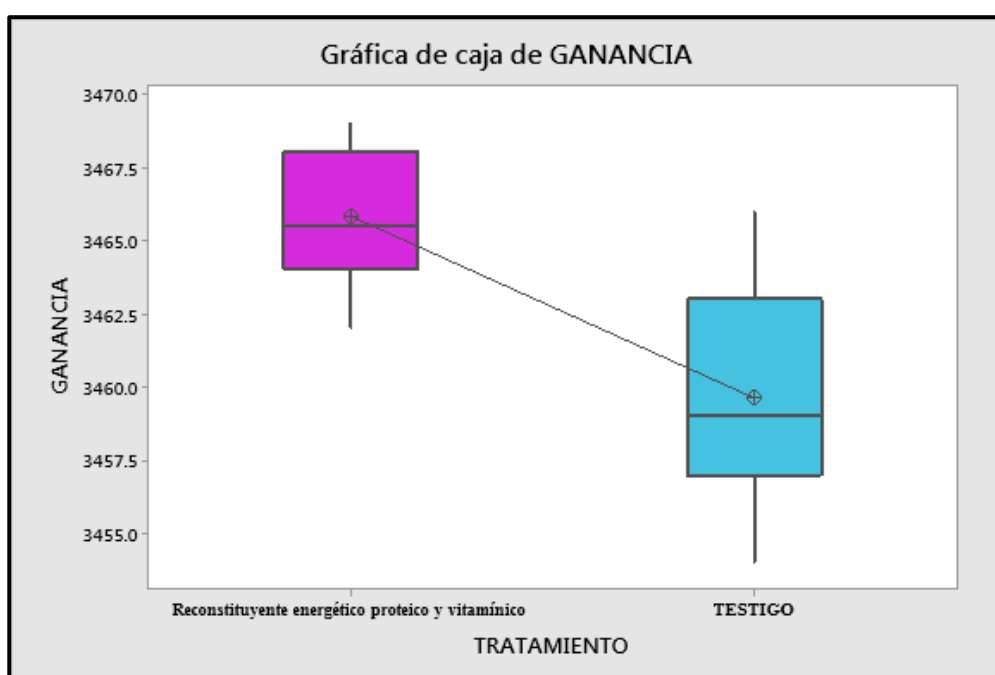 Gráfica de caja de GANANCIA
3470.0
3467.5
3465.0
3462.5
3460.0
3457.5
3455.0
GANANCIA
Reconstituyente energético proteico y vitamínico
TESTIGO
TRATAMIENTO